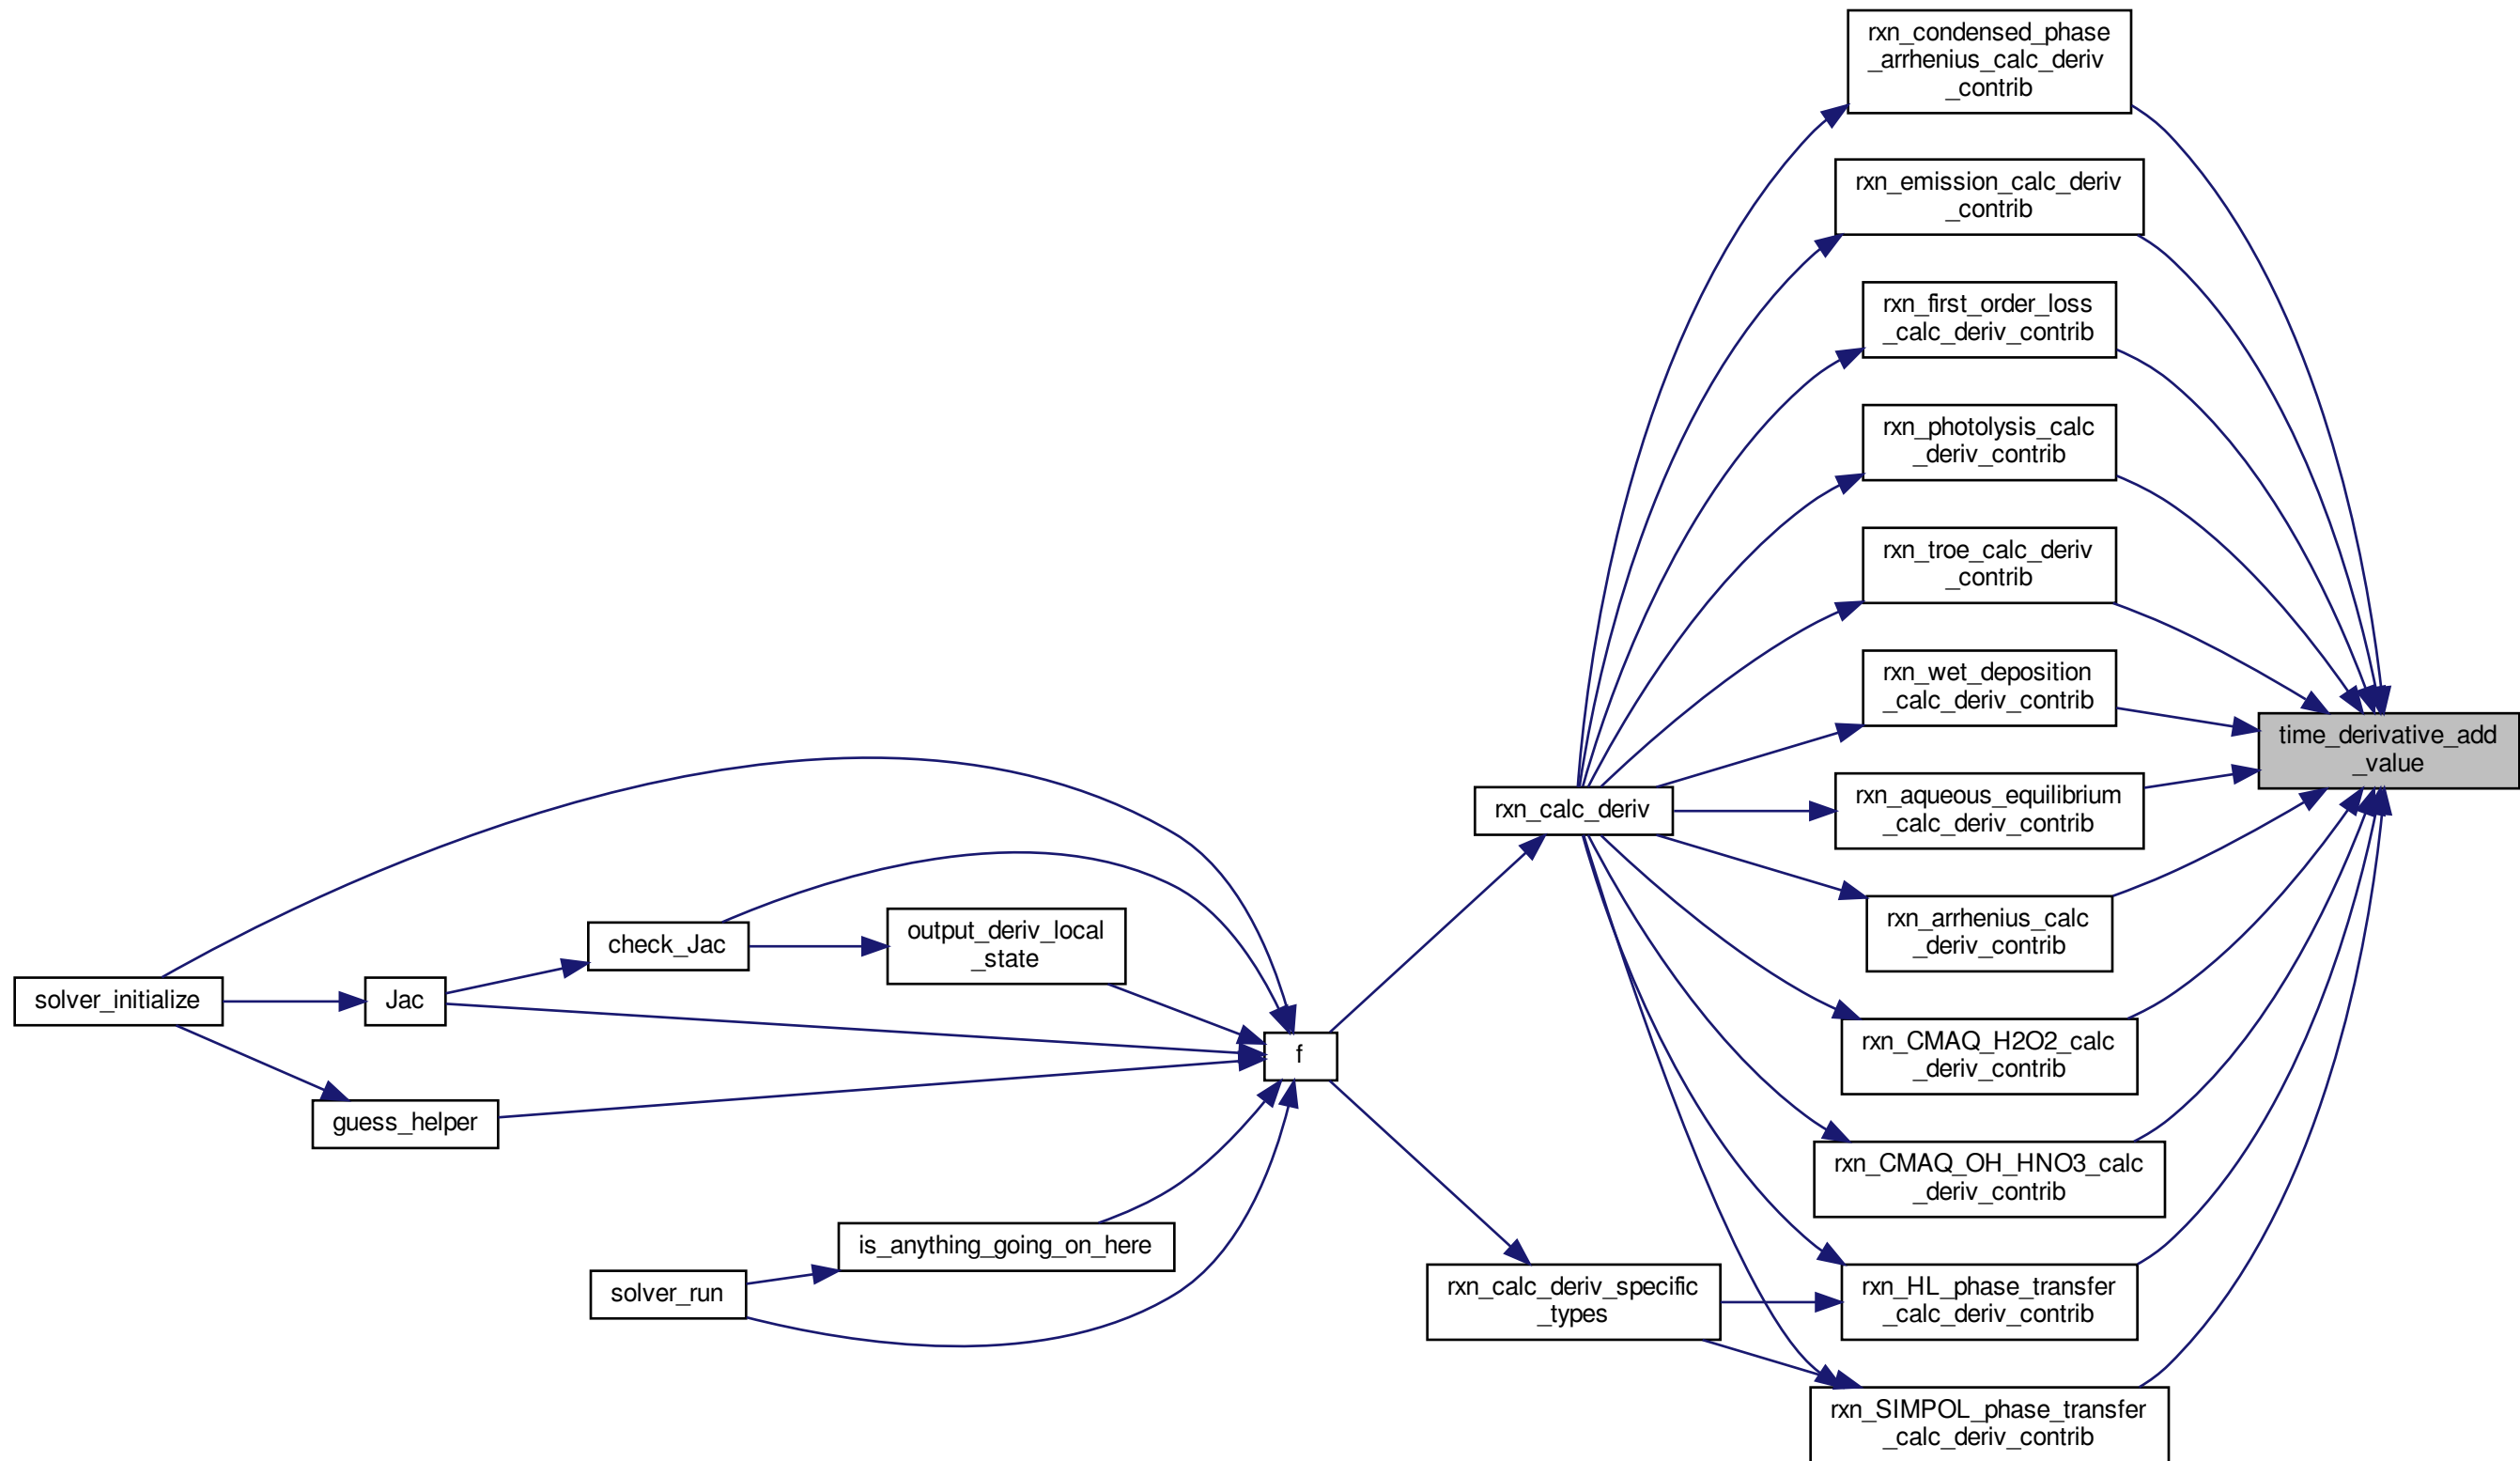 rxn_condensed_phase
_arrhenius_calc_deriv
_contrib
rxn_emission_calc_deriv
_contrib
rxn_first_order_loss
_calc_deriv_contrib
rxn_photolysis_calc
_deriv_contrib
rxn_troe_calc_deriv
_contrib
rxn_wet_deposition
_calc_deriv_contrib
time_derivative_add
_value
rxn_calc_deriv
rxn_aqueous_equilibrium
_calc_deriv_contrib
rxn_arrhenius_calc
_deriv_contrib
check_Jac
output_deriv_local
_state
solver_initialize
Jac
f
rxn_CMAQ_H2O2_calc
_deriv_contrib
guess_helper
rxn_CMAQ_OH_HNO3_calc
_deriv_contrib
is_anything_going_on_here
solver_run
rxn_calc_deriv_specific
_types
rxn_HL_phase_transfer
_calc_deriv_contrib
rxn_SIMPOL_phase_transfer
_calc_deriv_contrib